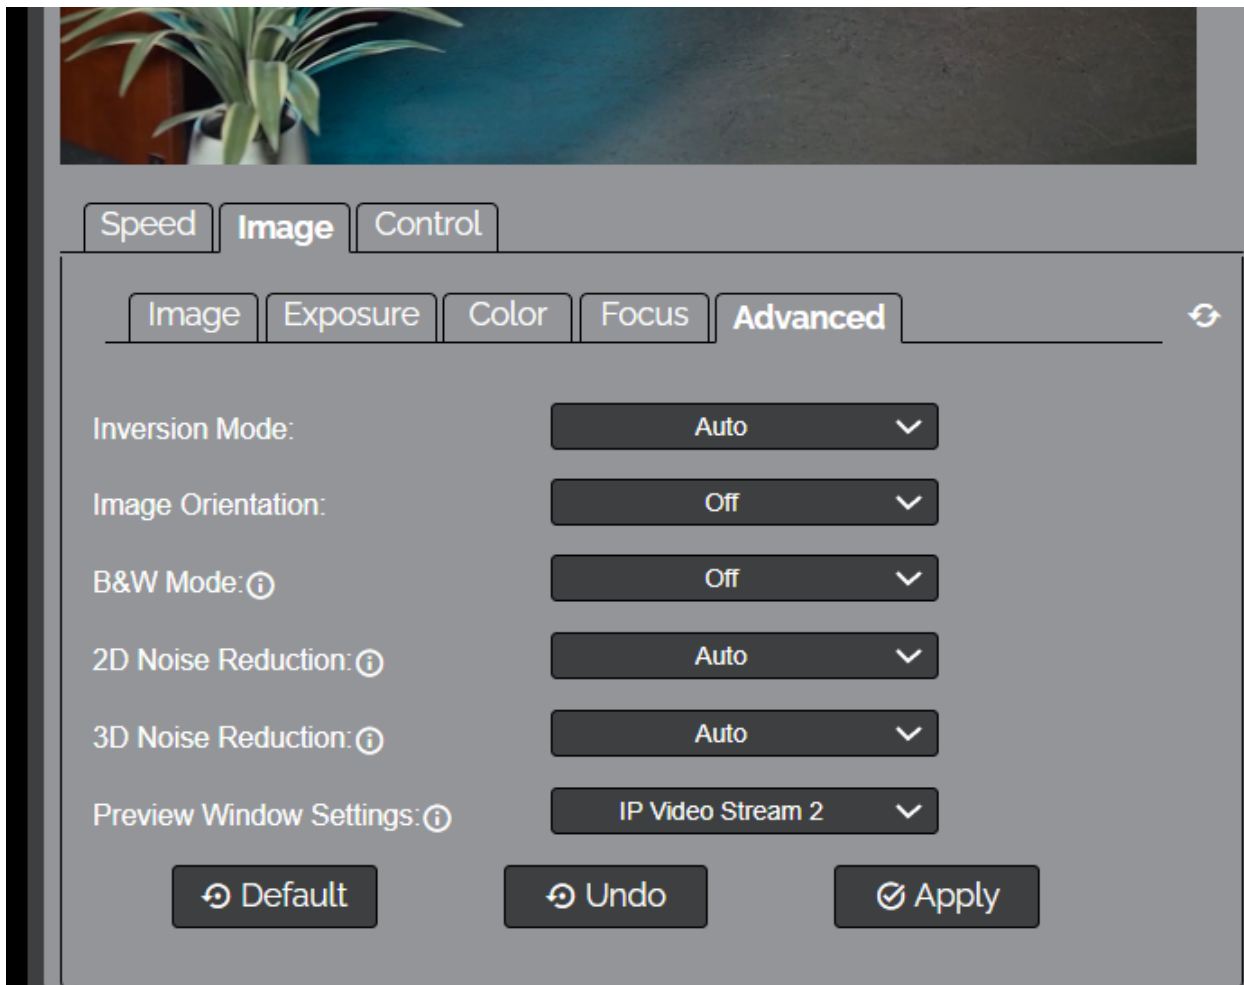 Speed Image Control
Image Exposure Color Focus Advanced
Inversion Mode: Auto
Image Orientation: Off
B&W Mode: Off
2D Noise Reduction: Auto
3D Noise Reduction: Auto
Preview Window Settings: IP Video Stream 2
Default Undo Apply